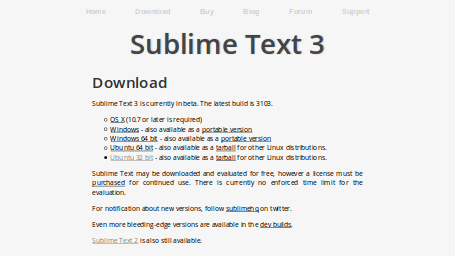 Home Download Buy Blog Forum Support
Sublime Text 3
Download
Sublime Text 3 is currently in beta. The latest build is 3103.
OS X (10.7 or later is required)
Windows - also available as a portable version
Windows 64 bit - also available as a portable version
Ubuntu 64 bit - also available as a tarball for other Linux distributions.
Ubuntu 32 bit - also available as a tarball for other Linux distributions.
Sublime Text may be downloaded and evaluated for free, however a license must be
purchased for continued use. There is currently no enforced time limit for the
evaluation.
For notification about new versions, follow sublimehq on twitter.
Even more bleeding-edge versions are available in the dev builds.
Sublime Text 2 is also still available.